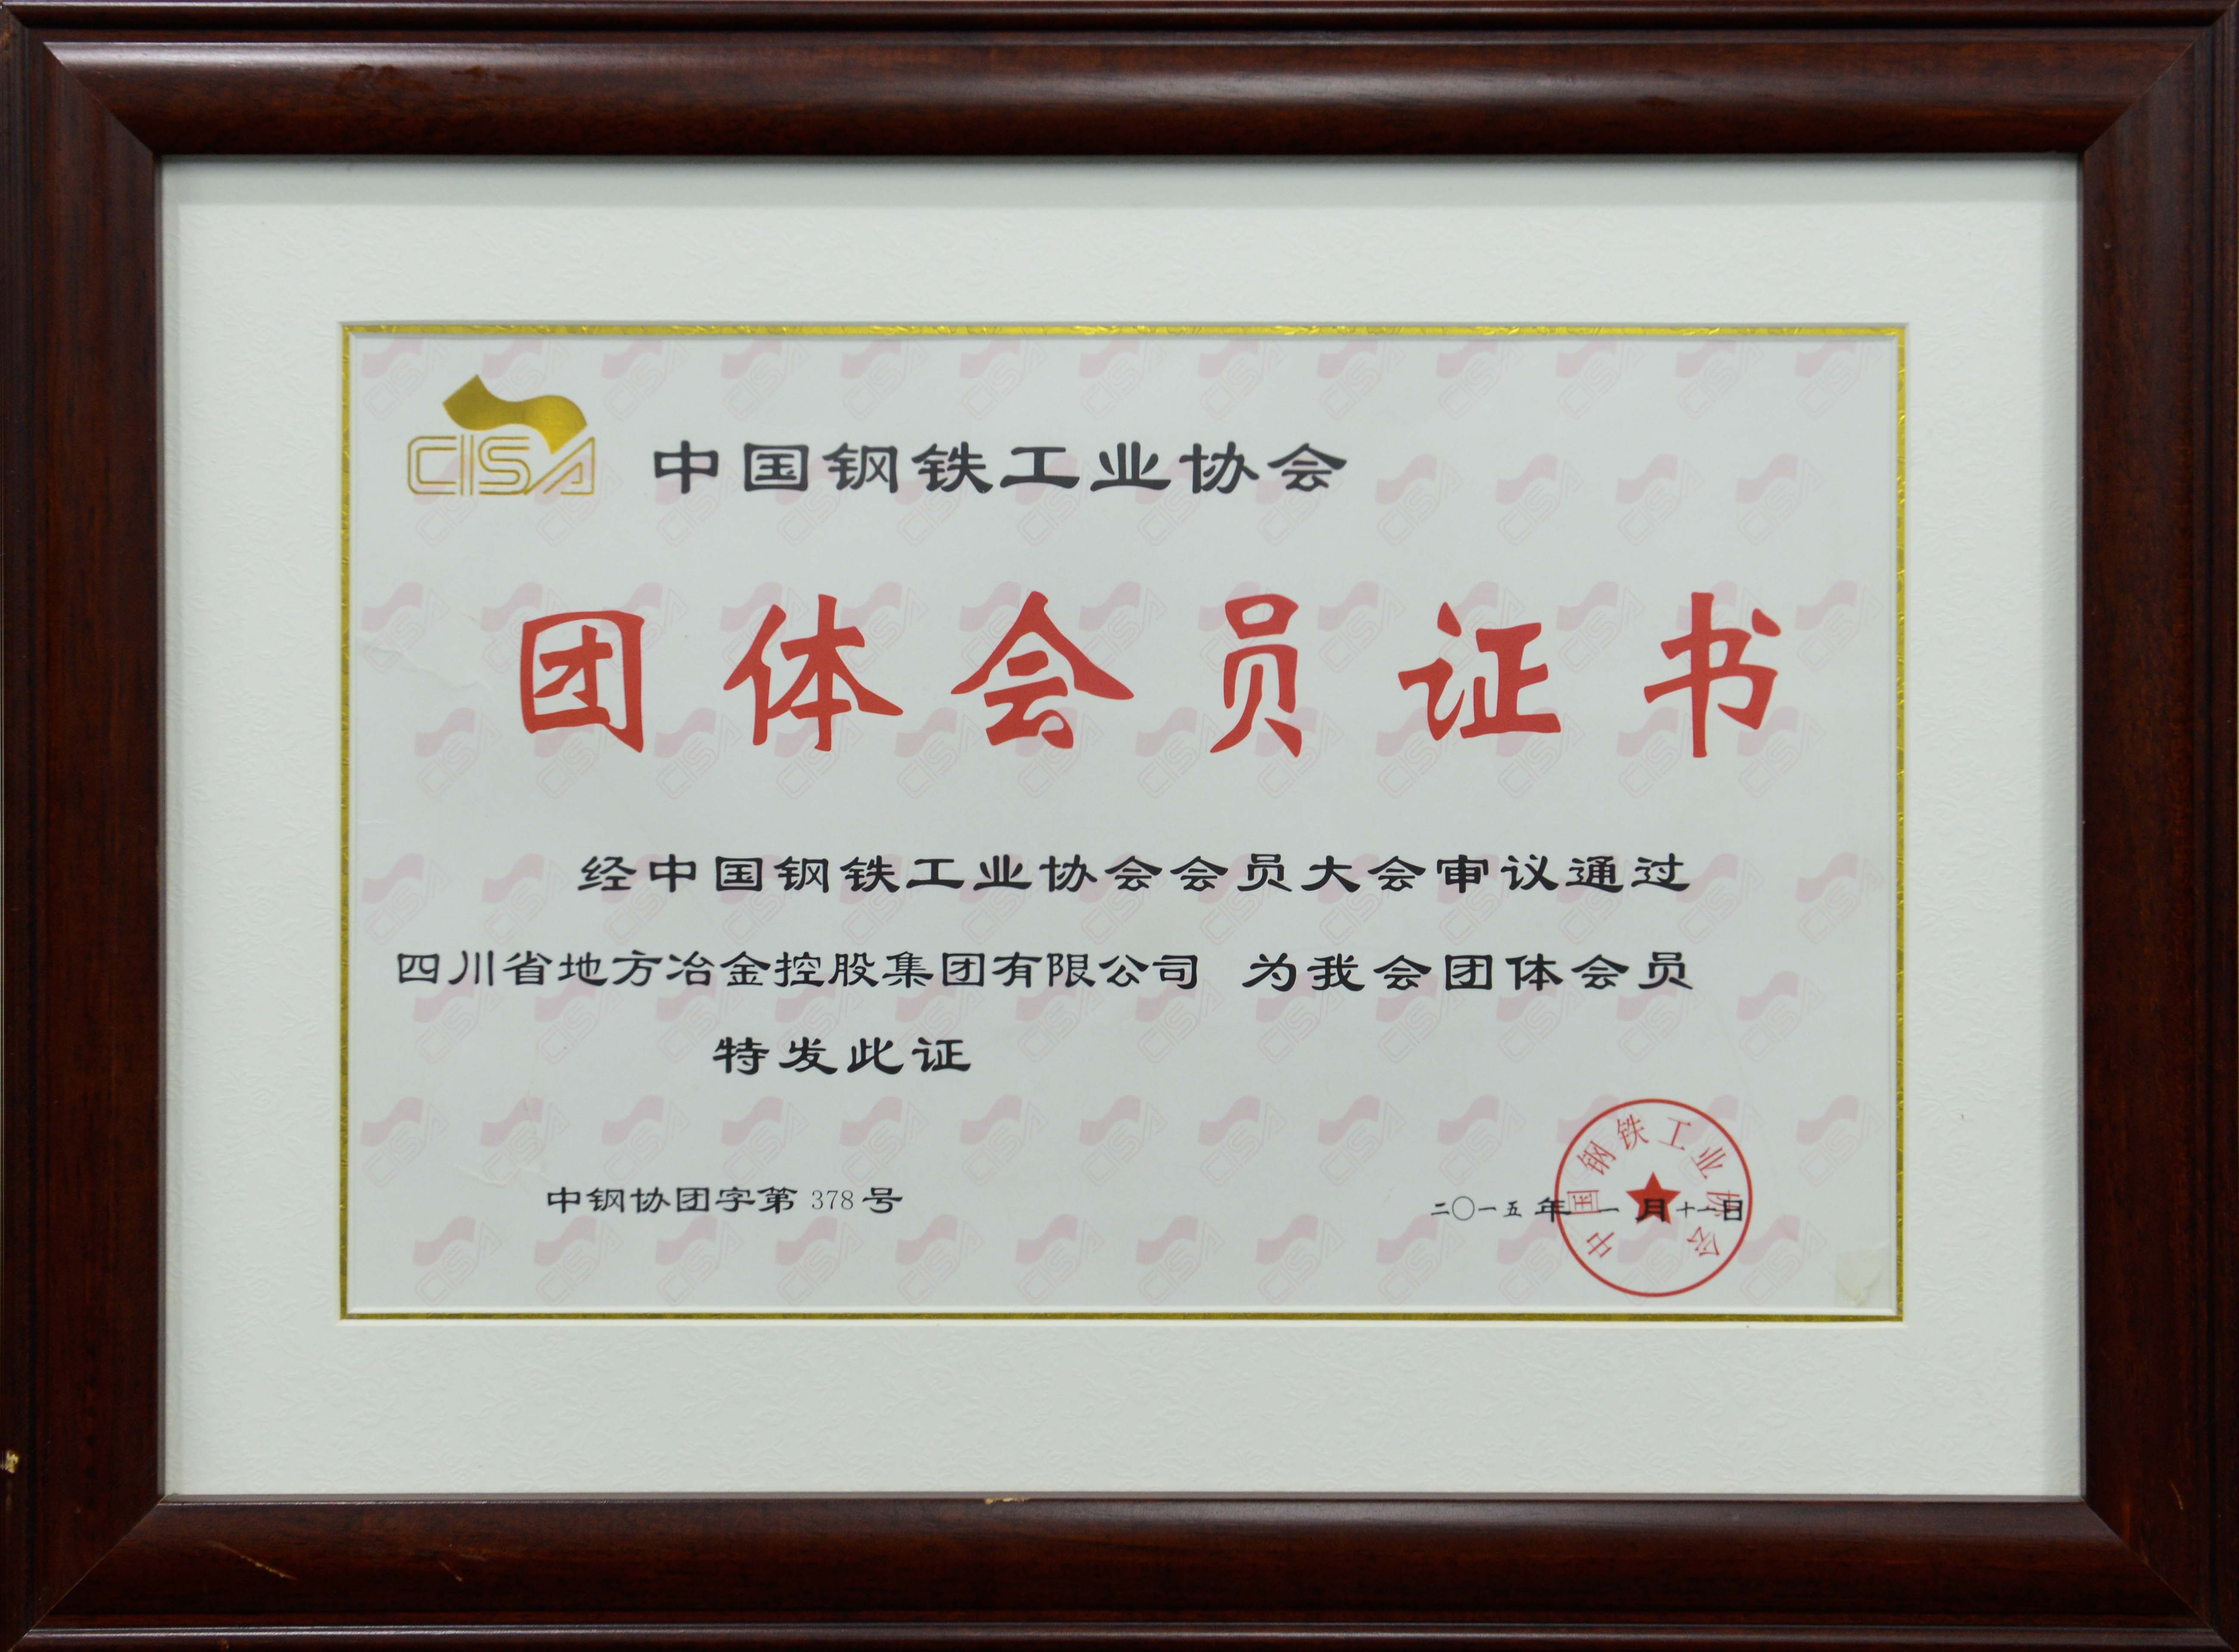 CISA 中国钢铁工业协会
团体会员证书
经中国钢铁工业协会会员大会审议通过
四川省地方冶金控股集团有限公司 为我会团体会员
特发此证
中钢协团字第 378 号
二〇一五 年 一 月 十一 日
中国钢铁工业协会